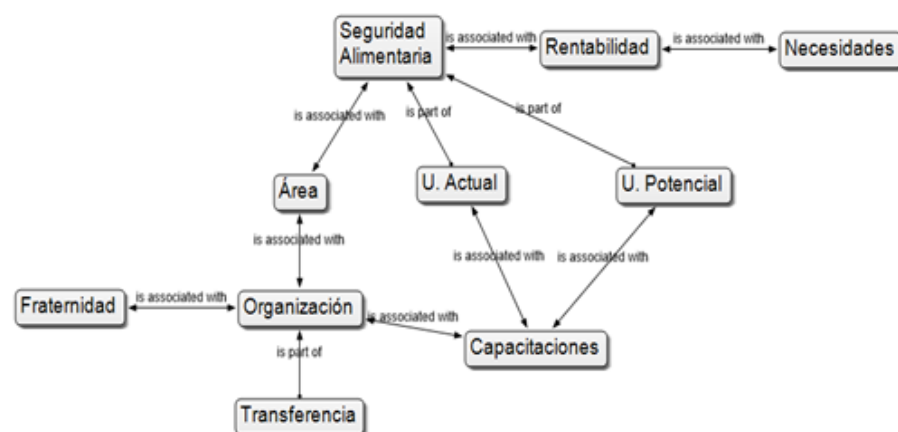 Seguridad
Alimentaria
is associated with
Rentabilidad
is associated with
Necesidades
is associated with
is part of
is part of
Área
U. Actual
U. Potencial
is associated with
is associated with
is associated with
Fraternidad
is associated with
Organización
is associated with
Capacitaciones
is part of
Transferencia